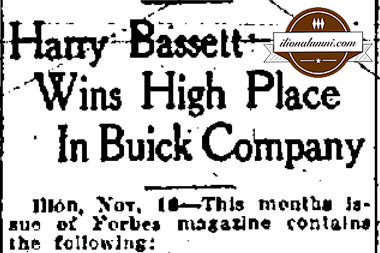 ilionalumni.com
Harry Bassett
Wins High Place
In Buick Company
Ilion, Nov. 16—This months is-
sue of Forbes magazine contains
the following: